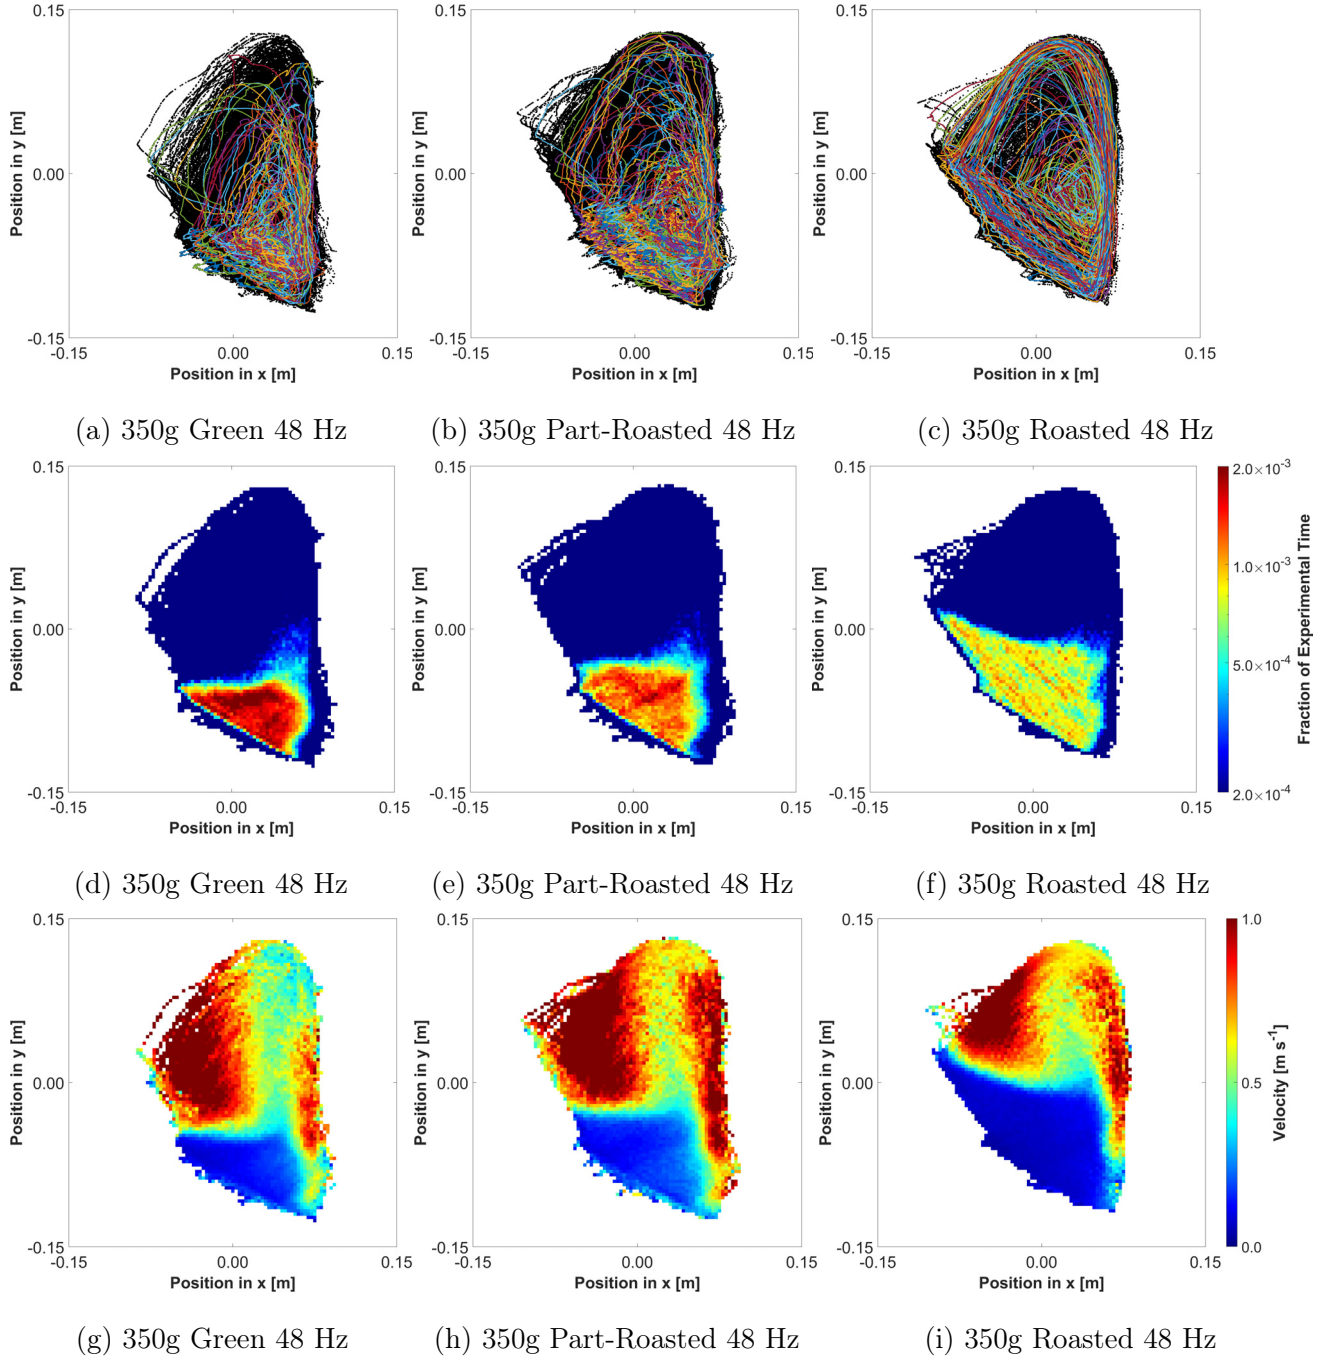 0.15
0.00
-0.15
Position in y [m]
-0.15 0.00 0.15
Position in x [m]
0.15
0.00
-0.15
Position in y [m]
-0.15 0.00 0.15
Position in x [m]
0.15
0.00
-0.15
Position in y [m]
-0.15 0.00 0.15
Position in x [m]
(a) 350g Green 48 Hz
(b) 350g Part-Roasted 48 Hz
(c) 350g Roasted 48 Hz
0.15
0.00
-0.15
Position in y [m]
-0.15 0.00 0.15
Position in x [m]
0.15
0.00
-0.15
Position in y [m]
-0.15 0.00 0.15
Position in x [m]
0.15
0.00
-0.15
Position in y [m]
-0.15 0.00 0.15
Position in x [m]
2.0×10⁻³
1.0×10⁻³
5.0×10⁻⁴
2.0×10⁻⁴
Fraction of Experimental Time
(d) 350g Green 48 Hz
(e) 350g Part-Roasted 48 Hz
(f) 350g Roasted 48 Hz
0.15
0.00
-0.15
Position in y [m]
-0.15 0.00 0.15
Position in x [m]
0.15
0.00
-0.15
Position in y [m]
-0.15 0.00 0.15
Position in x [m]
0.15
0.00
-0.15
Position in y [m]
-0.15 0.00 0.15
Position in x [m]
1.0
0.5
0.0
Velocity [m s⁻¹]
(g) 350g Green 48 Hz
(h) 350g Part-Roasted 48 Hz
(i) 350g Roasted 48 Hz